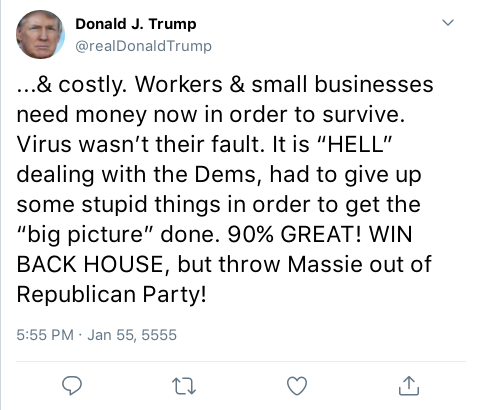 Donald J. Trump
@realDonaldTrump
...& costly. Workers & small businesses
need money now in order to survive.
Virus wasn’t their fault. It is “HELL”
dealing with the Dems, had to give up
some stupid things in order to get the
“big picture” done. 90% GREAT! WIN
BACK HOUSE, but throw Massie out of
Republican Party!
5:55 PM · Jan 55, 5555